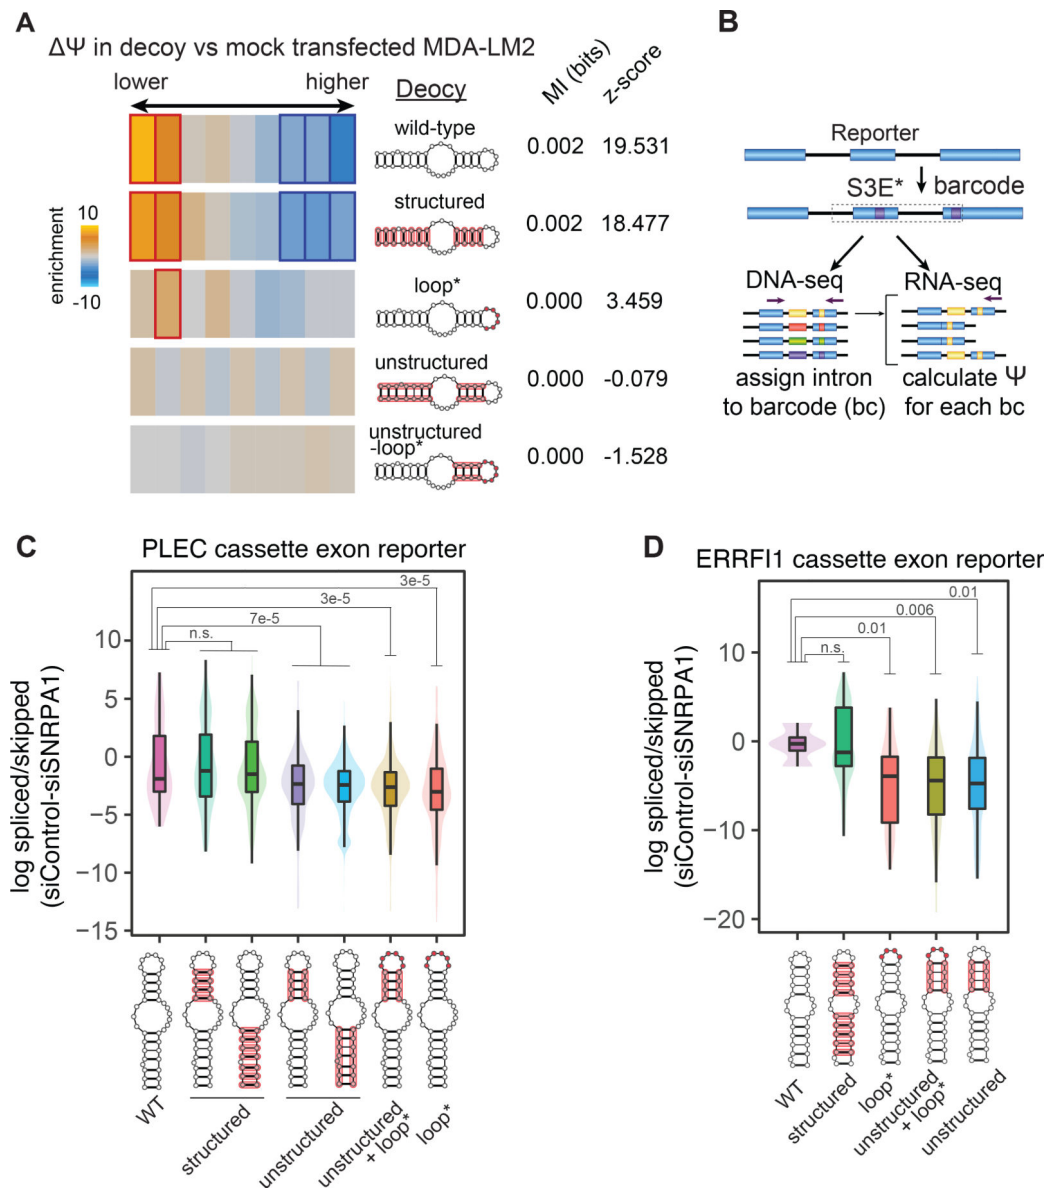 A
ΔΨ in decoy vs mock transfected MDA-LM2
lower
higher
Deocy
MI (bits)
z-score
wild-type
0.002
19.531
structured
0.002
18.477
enrichment
10
-10
loop*
0.000
3.459
unstructured
0.000
-0.079
unstructured
-loop*
0.000
-1.528
B
Reporter
S3E*
barcode
DNA-seq
RNA-seq
assign intron
to barcode (bc)
calculate Ψ
for each bc
C
PLEC cassette exon reporter
log spliced/skipped
(siControl-siSNRPA1)
10
5
0
−5
−10
−15
3e-5
3e-5
7e-5
n.s.
WT
structured
unstructured
unstructured
+ loop*
loop*
D
ERRFI1 cassette exon reporter
log spliced/skipped
(siControl-siSNRPA1)
10
0
−10
−20
0.01
0.006
0.01
n.s.
WT
structured
loop*
unstructured
+ loop*
unstructured